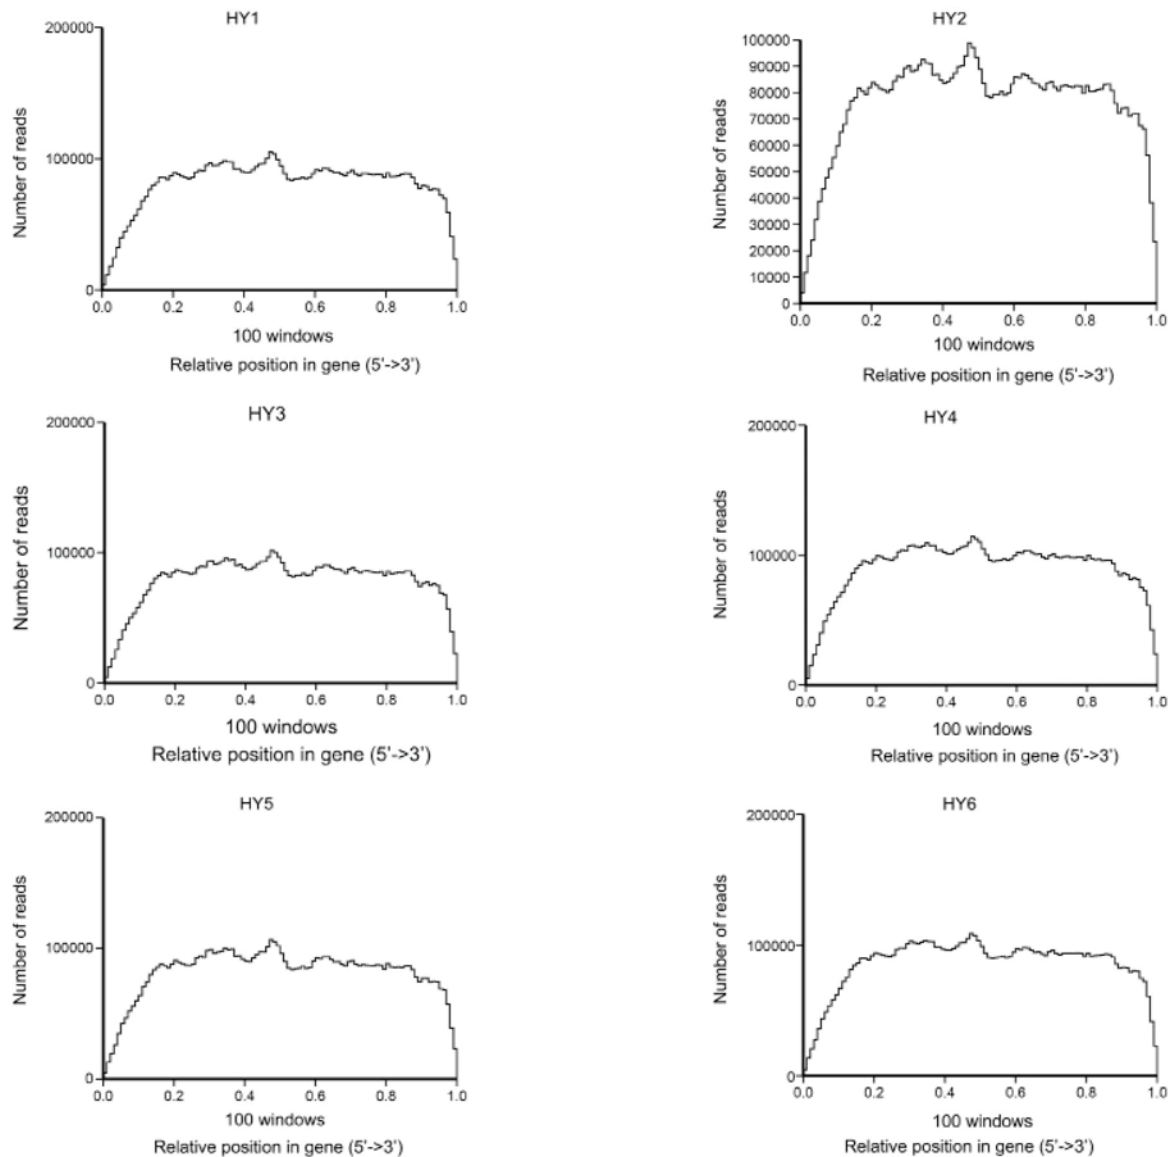 HY1
200000
100000
0
Number of reads
0.0 0.2 0.4 0.6 0.8 1.0
100 windows
Relative position in gene (5'->3')
HY2
100000
90000
80000
70000
60000
50000
40000
30000
20000
10000
0
Number of reads
0.0 0.2 0.4 0.6 0.8 1.0
100 windows
Relative position in gene (5'->3')
HY3
200000
100000
0
Number of reads
0.0 0.2 0.4 0.6 0.8 1.0
100 windows
Relative position in gene (5'->3')
HY4
200000
100000
0
Number of reads
0.0 0.2 0.4 0.6 0.8 1.0
100 windows
Relative position in gene (5'->3')
HY5
200000
100000
0
Number of reads
0.0 0.2 0.4 0.6 0.8 1.0
100 windows
Relative position in gene (5'->3')
HY6
200000
100000
0
Number of reads
0.0 0.2 0.4 0.6 0.8 1.0
100 windows
Relative position in gene (5'->3')